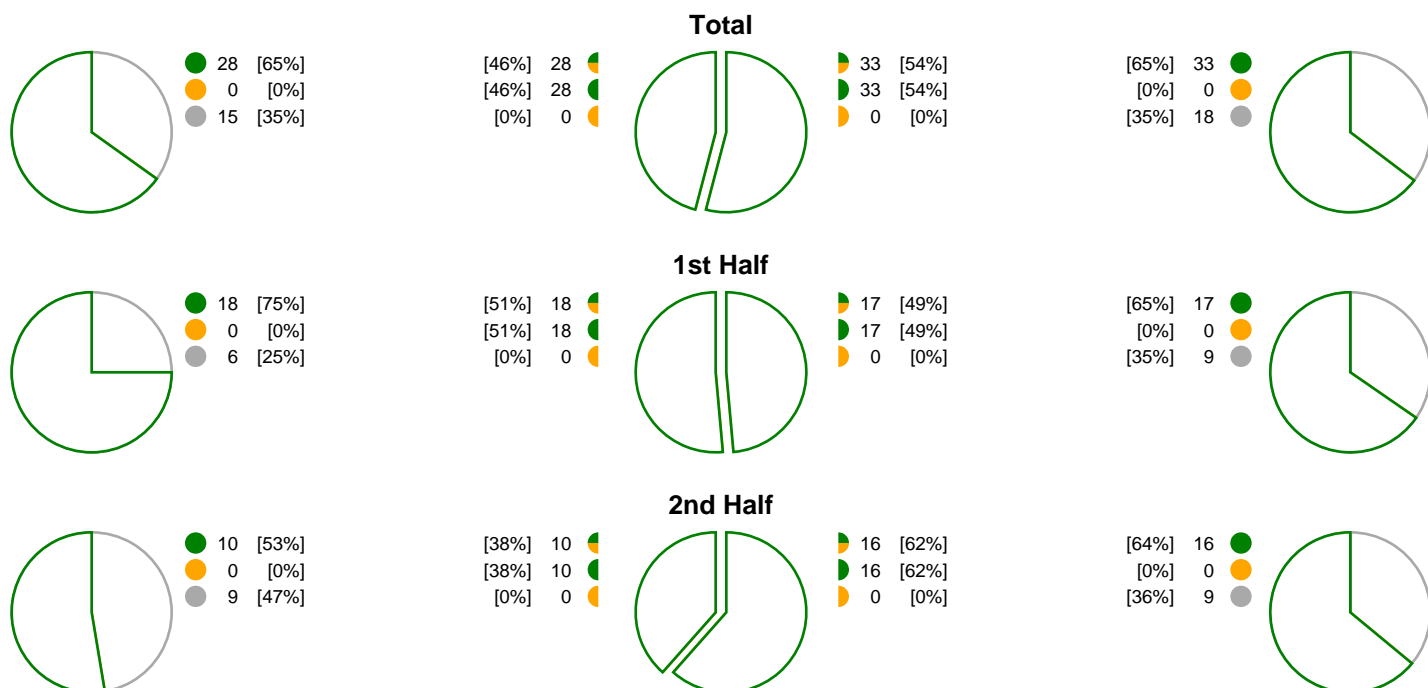 Total
28 [65%] [46%] 28 33 [54%] [65%] 33
0 [0%] [46%] 28 33 [54%] [0%] 0
15 [35%] [0%] 0 0 [0%] [35%] 18
1st Half
18 [75%] [51%] 18 17 [49%] [65%] 17
0 [0%] [51%] 18 17 [49%] [0%] 0
6 [25%] [0%] 0 0 [0%] [35%] 9
2nd Half
10 [53%] [38%] 10 16 [62%] [64%] 16
0 [0%] [38%] 10 16 [62%] [0%] 0
9 [47%] [0%] 0 0 [0%] [36%] 9